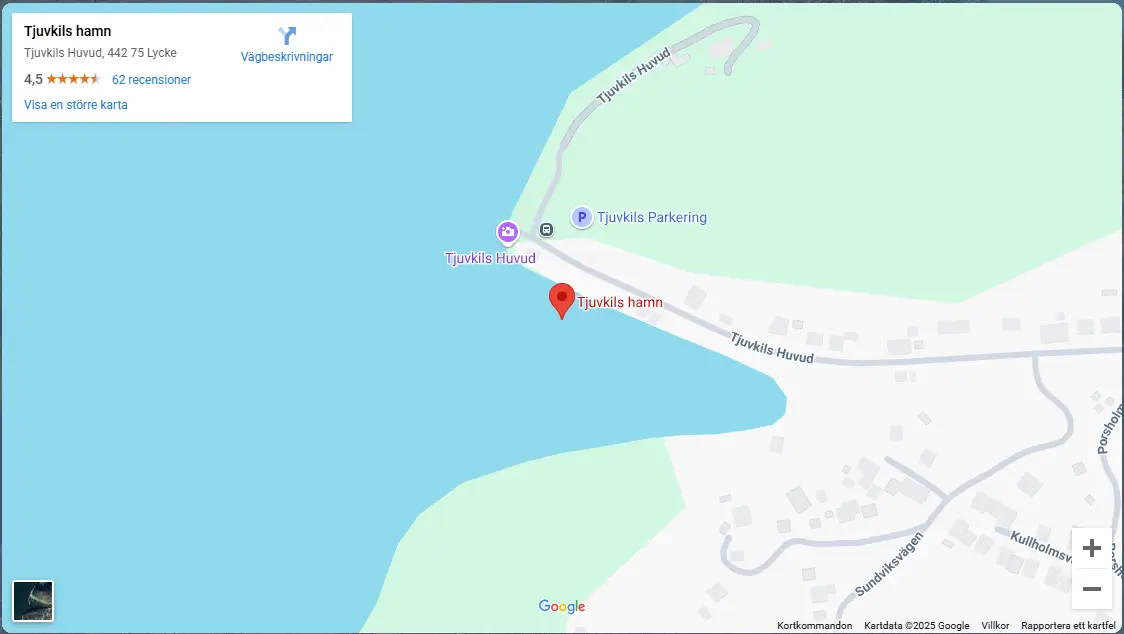 Tjuvkils hamn
Tjuvkils Huvud, 442 75 Lycke
Vägbeskrivningar
4,5
62 recensioner
Visa en större karta
Tjuvkils Huvud
P
Tjuvkils Parkering
Tjuvkils Huvud
Tjuvkils hamn
Tjuvkils Huvud
Porsholm
Sundviksvägen
Kullholmsv
Porsh
Google
Kortkommandon
Kartdata ©2025 Google
Villkor
Rapportera ett kartfel